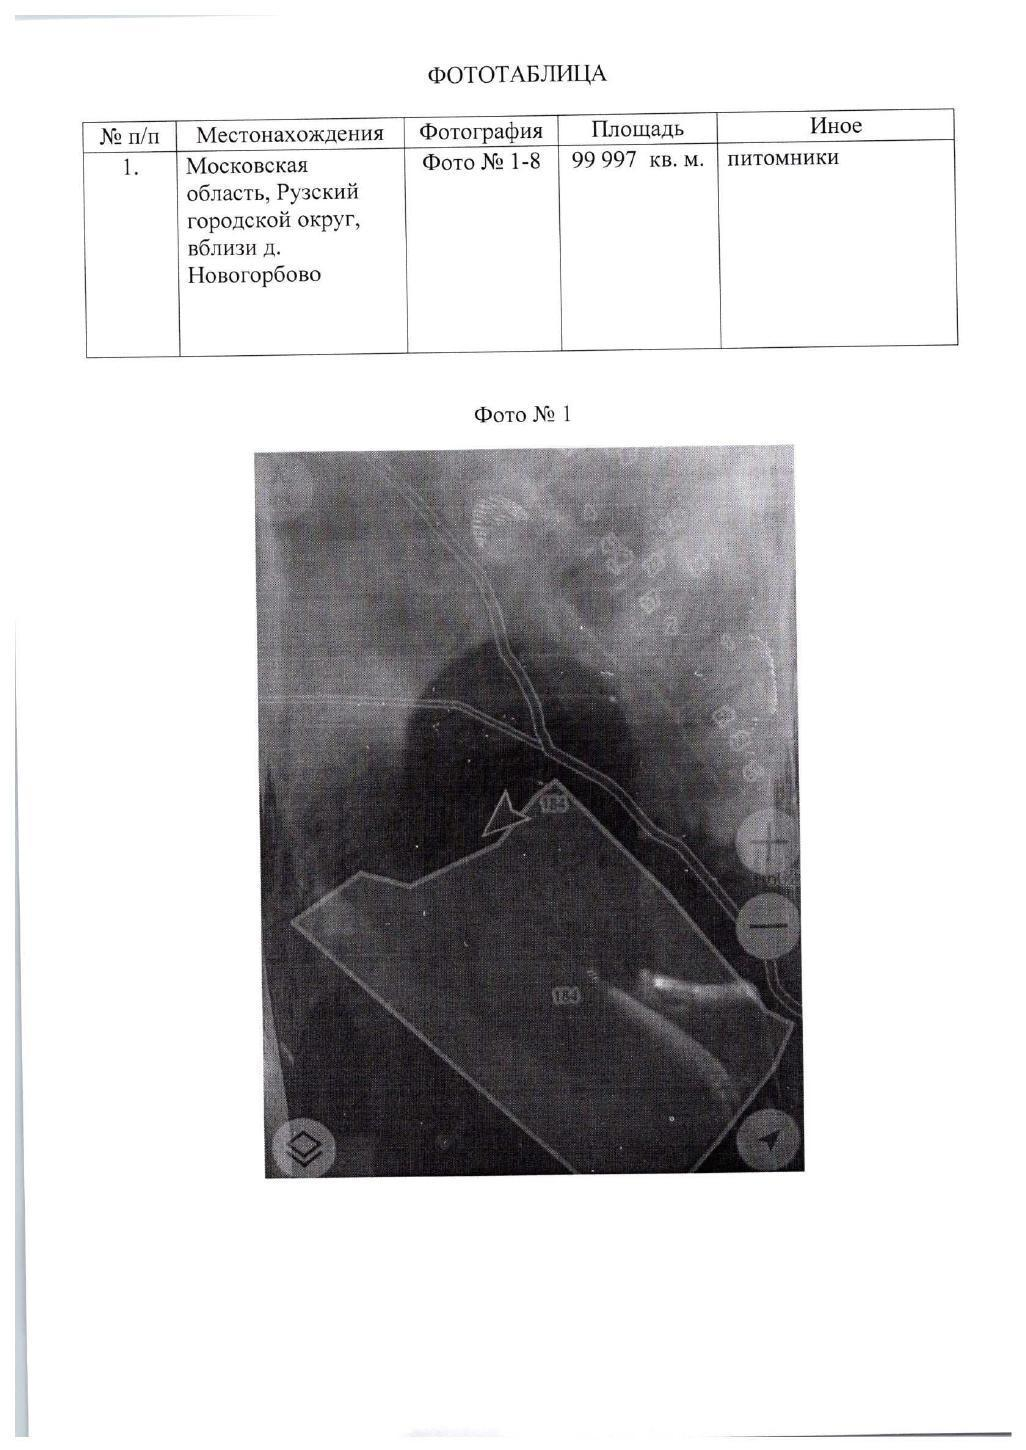 ФОТОТАБЛИЦА
№ п/п Местонахождения Фотография Площадь Иное
1. Московская Фото № 1-8 99 997 кв. м. питомники
область, Рузский
городской округ,
вблизи д.
Новогорбово
Фото № 1
184
184